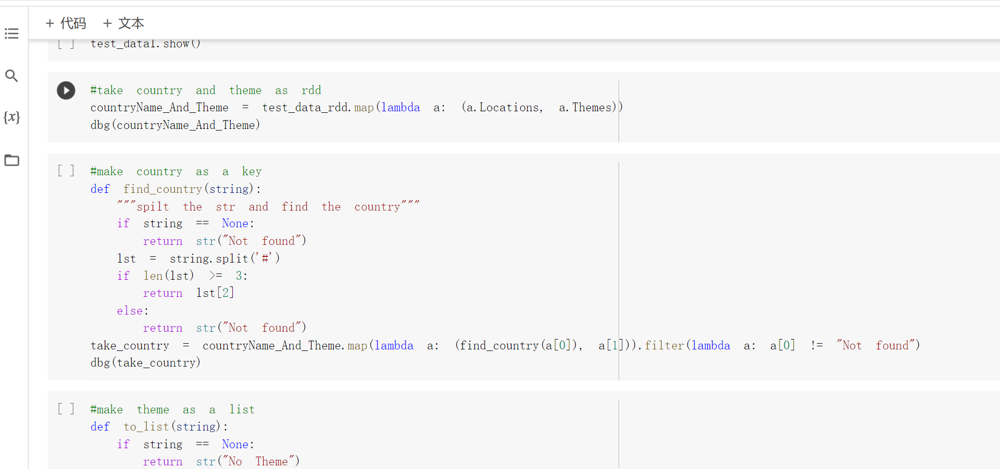 + 代码 + 文本
[ ] test_data1.show()
#take country and theme as rdd
countryName_And_Theme = test_data_rdd.map(lambda a: (a.Locations, a.Themes))
dbg(countryName_And_Theme)
{x}
[ ] #make country as a key
def find_country(string):
"""spilt the str and find the country"""
if string == None:
return str("Not found")
lst = string.split('#')
if len(lst) >= 3:
return lst[2]
else:
return str("Not found")
take_country = countryName_And_Theme.map(lambda a: (find_country(a[0]), a[1])).filter(lambda a: a[0] != "Not found")
dbg(take_country)
[ ] #make theme as a list
def to_list(string):
if string == None:
return str("No Theme")